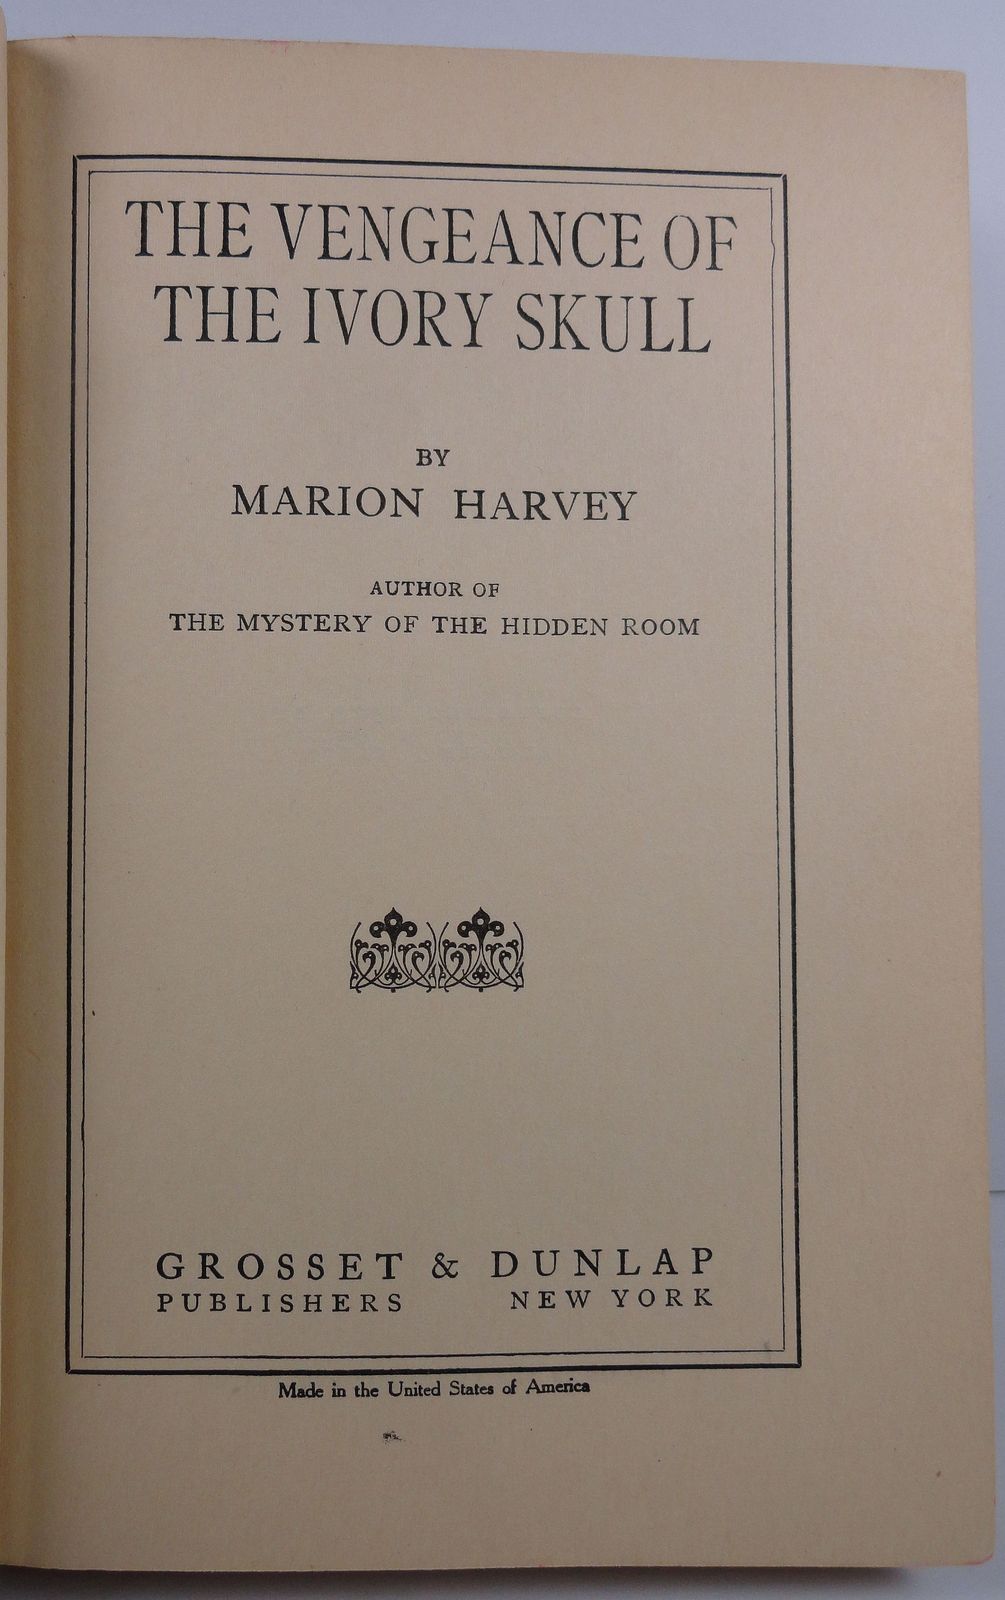 THE VENGEANCE OF
THE IVORY SKULL
BY
MARION HARVEY
AUTHOR OF
THE MYSTERY OF THE HIDDEN ROOM
GROSSET & DUNLAP
PUBLISHERS NEW YORK
Made in the United States of America